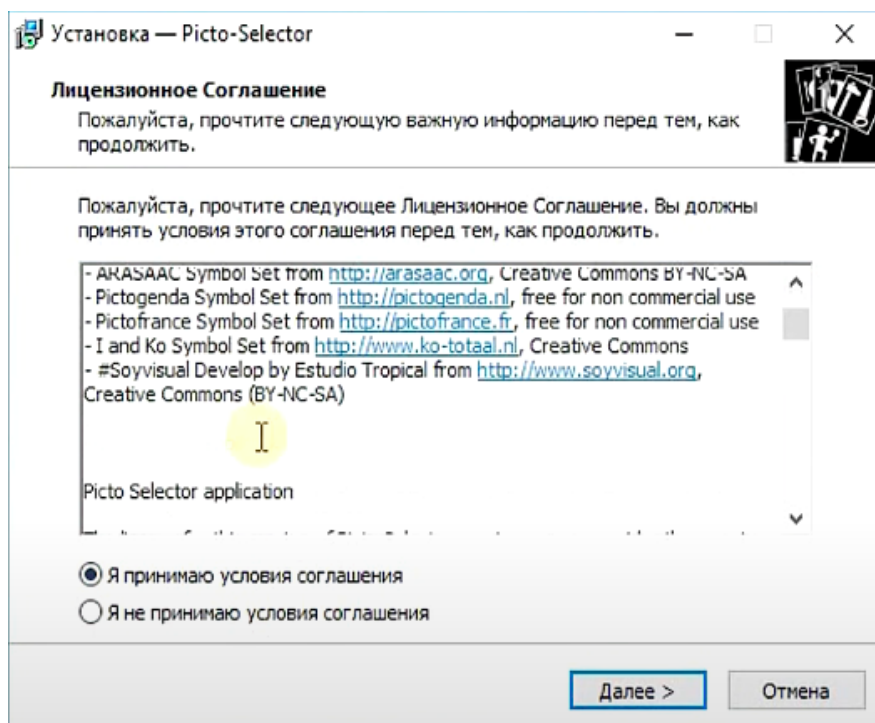 Установка — Picto-Selector
Лицензионное Соглашение
Пожалуйста, прочтите следующую важную информацию перед тем, как
продолжить.
Пожалуйста, прочтите следующее Лицензионное Соглашение. Вы должны
принять условия этого соглашения перед тем, как продолжить.
- ARASAAC Symbol Set from http://arasaac.org, Creative Commons BY-NC-SA
- Pictogenda Symbol Set from http://pictogenda.nl, free for non commercial use
- Pictofrance Symbol Set from http://pictofrance.fr, free for non commercial use
- I and Ko Symbol Set from http://www.ko-totaal.nl, Creative Commons
- #Soyvisual Develop by Estudio Tropical from http://www.soyvisual.org,
Creative Commons (BY-NC-SA)
Picto Selector application
Я принимаю условия соглашения
Я не принимаю условия соглашения
Далее >
Отмена